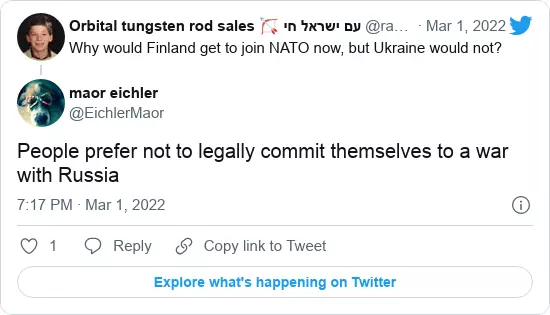 Orbital tungsten rod sales 🏹 עם ישראל חי @ra… · Mar 1, 2022
Why would Finland get to join NATO now, but Ukraine would not?
maor eichler
@EichlerMaor
People prefer not to legally commit themselves to a war
with Russia
7:17 PM · Mar 1, 2022
1 Reply Copy link to Tweet
Explore what's happening on Twitter